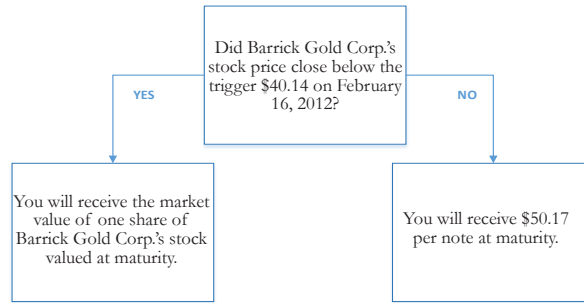 Did Barrick Gold Corp.'s
stock price close below the
trigger $40.14 on February
16, 2012?
YES
NO
You will receive the market
value of one share of
Barrick Gold Corp.'s stock
valued at maturity.
You will receive $50.17
per note at maturity.